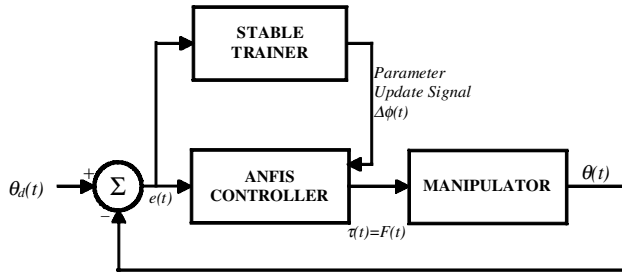 STABLE
TRAINER
Parameter
Update Signal
Δϕ(t)
θd(t)
+
Σ
−
e(t)
ANFIS
CONTROLLER
τ(t)=F(t)
MANIPULATOR
θ(t)